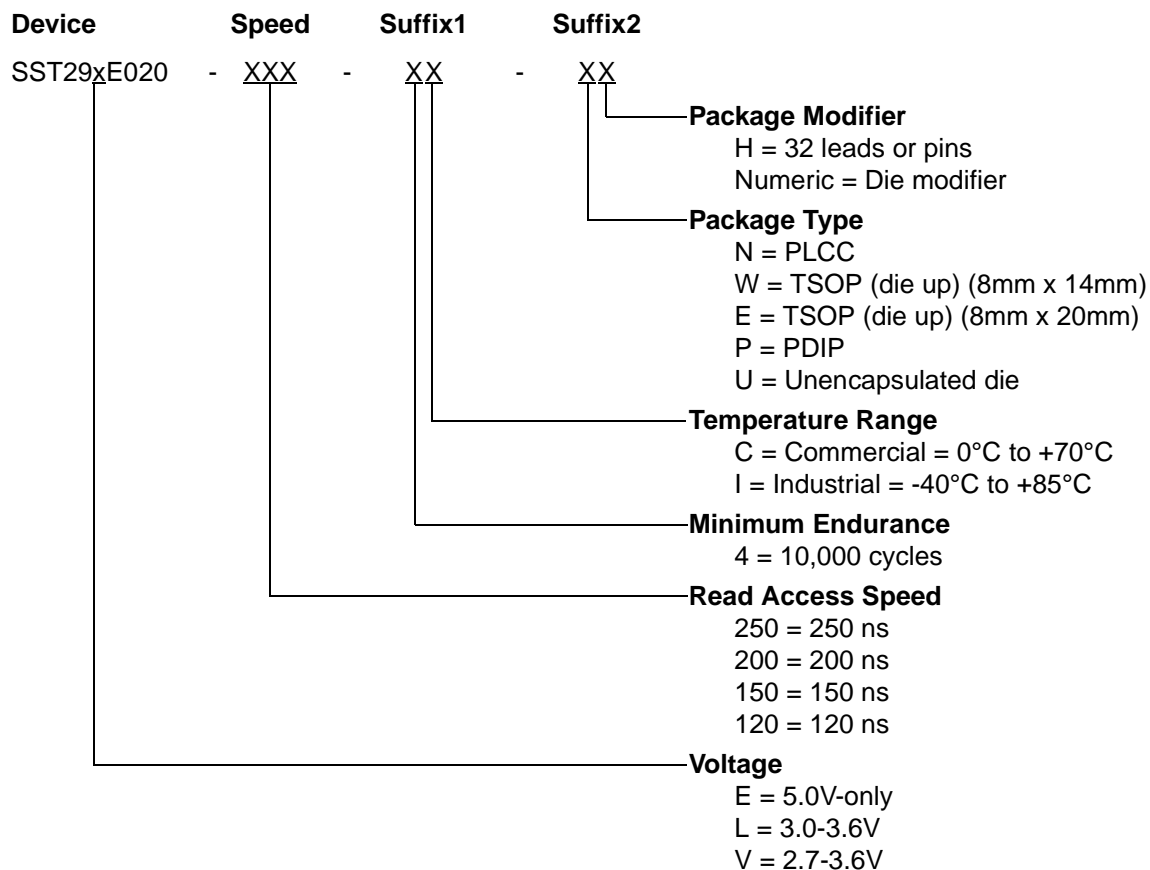 Device Speed Suffix1 Suffix2
SST29xE020 - XXX - XX - XX
Package Modifier
H = 32 leads or pins
Numeric = Die modifier
Package Type
N = PLCC
W = TSOP (die up) (8mm x 14mm)
E = TSOP (die up) (8mm x 20mm)
P = PDIP
U = Unencapsulated die
Temperature Range
C = Commercial = 0°C to +70°C
I = Industrial = -40°C to +85°C
Minimum Endurance
4 = 10,000 cycles
Read Access Speed
250 = 250 ns
200 = 200 ns
150 = 150 ns
120 = 120 ns
Voltage
E = 5.0V-only
L = 3.0-3.6V
V = 2.7-3.6V